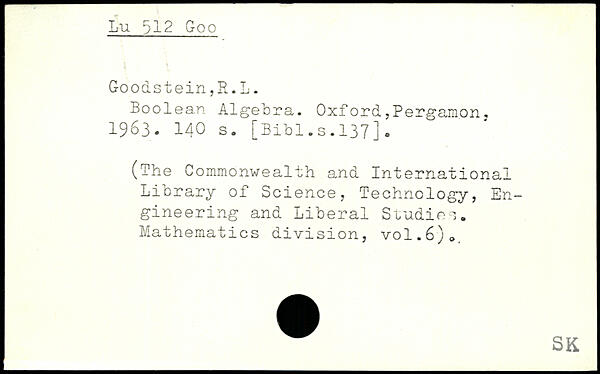 Lu 512 Goo
Goodstein,R.L.
Boolean Algebra. Oxford,Pergamon,
1963. 140 s. [Bibl.s.137].
(The Commonwealth and International
Library of Science, Technology, En-
gineering and Liberal Studies.
Mathematics division, vol.6).
SK